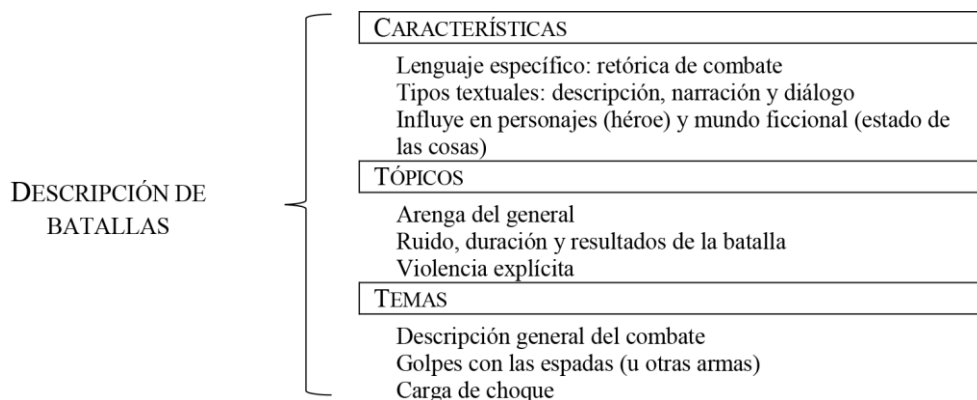 DESCRIPCIÓN DE
BATALLAS
CARACTERÍSTICAS
Lenguaje específico: retórica de combate
Tipos textuales: descripción, narración y diálogo
Influye en personajes (héroe) y mundo ficcional (estado de
las cosas)
TÓPICOS
Arenga del general
Ruido, duración y resultados de la batalla
Violencia explícita
TEMAS
Descripción general del combate
Golpes con las espadas (u otras armas)
Carga de choque